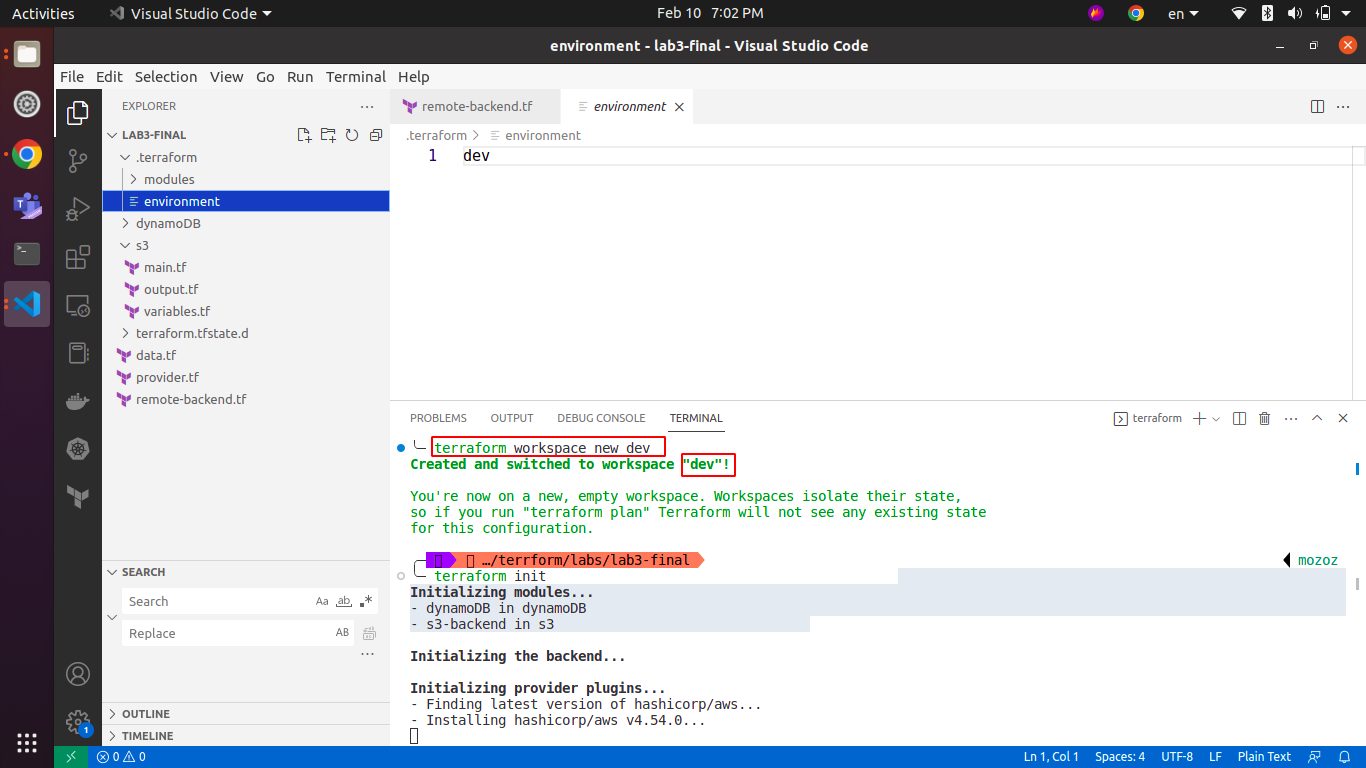 Activities
Visual Studio Code
Feb 10 7:02 PM
en
environment - lab3-final - Visual Studio Code
File Edit Selection View Go Run Terminal Help
EXPLORER
LAB3-FINAL
.terraform
modules
environment
dynamoDB
s3
main.tf
output.tf
variables.tf
terraform.tfstate.d
data.tf
provider.tf
remote-backend.tf
SEARCH
Search
Aa ab .*
Replace
AB
OUTLINE
TIMELINE
1
remote-backend.tf
environment
.terraform > environment
1 dev
PROBLEMS OUTPUT DEBUG CONSOLE TERMINAL
terraform
terraform workspace new dev
Created and switched to workspace "dev"!
You're now on a new, empty workspace. Workspaces isolate their state,
so if you run "terraform plan" Terraform will not see any existing state
for this configuration.
…/terrform/labs/lab3-final
mozoz
terraform init
Initializing modules...
- dynamoDB in dynamoDB
- s3-backend in s3
Initializing the backend...
Initializing provider plugins...
- Finding latest version of hashicorp/aws...
- Installing hashicorp/aws v4.54.0...
0 0
Ln 1, Col 1 Spaces: 4 UTF-8 LF Plain Text